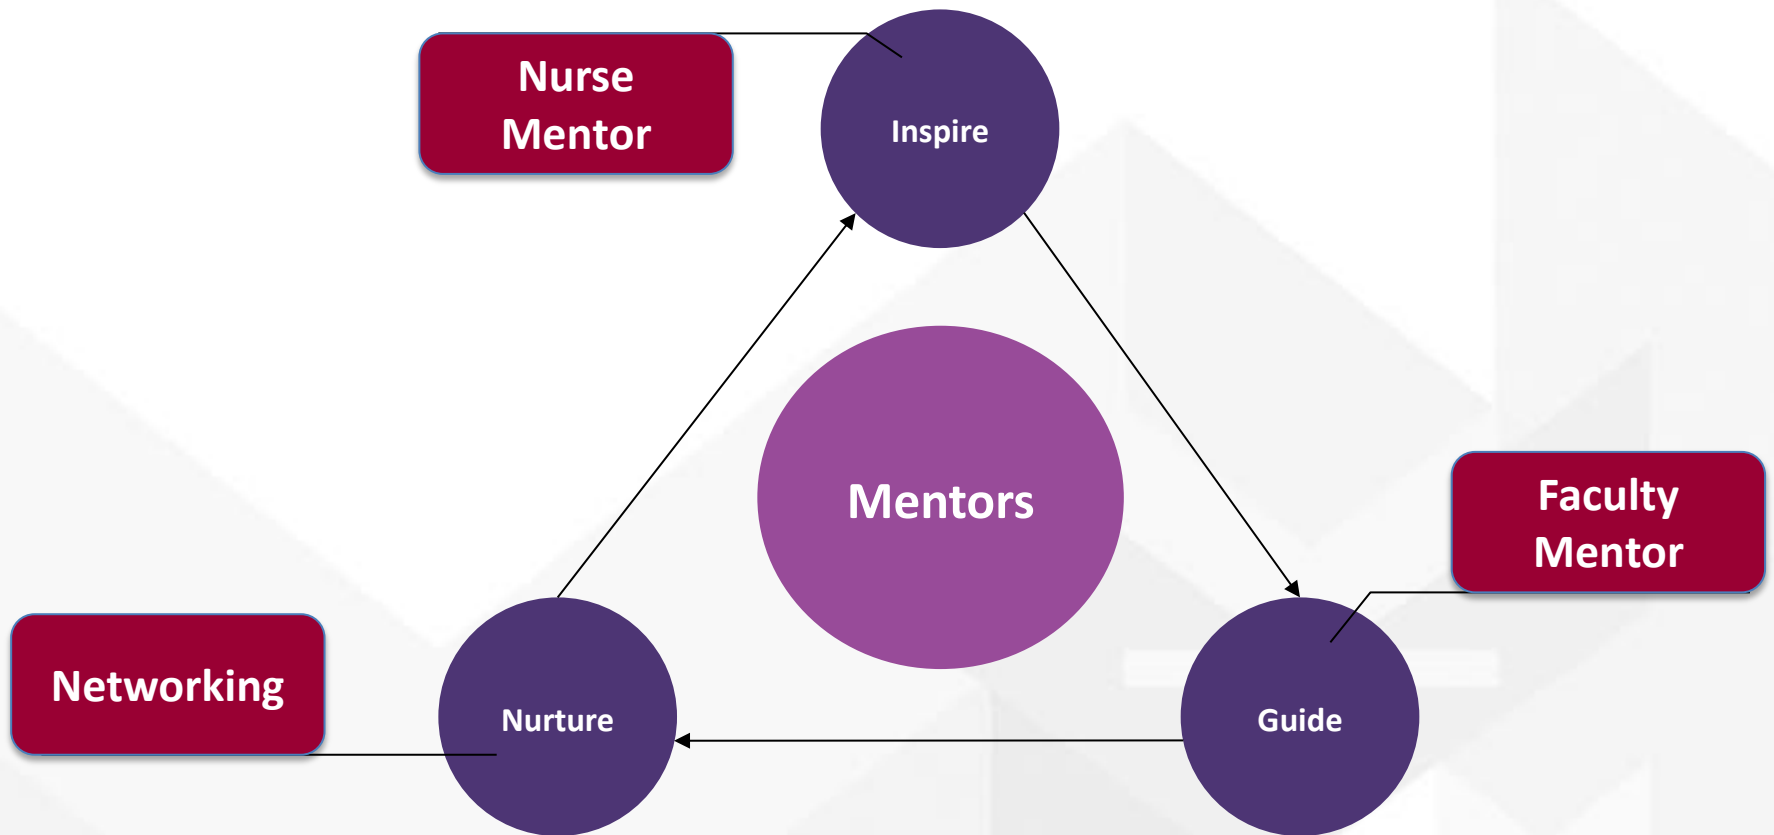 Nurse
Mentor
Inspire
Mentors
Faculty
Mentor
Networking
Nurture
Guide